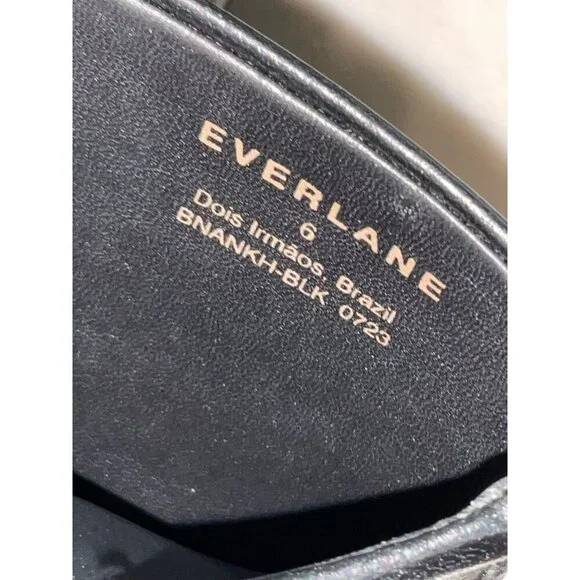 EVERLANE
6
Dois Irmãos, Brazil
BNANKH-BLK 0723